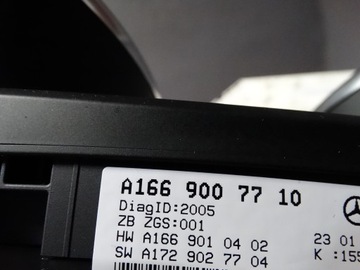 A166 900 77 10
DiagID:2005
ZB ZGS:001
HW A166 901 04 02 23 01
SW A172 902 77 04 K :155